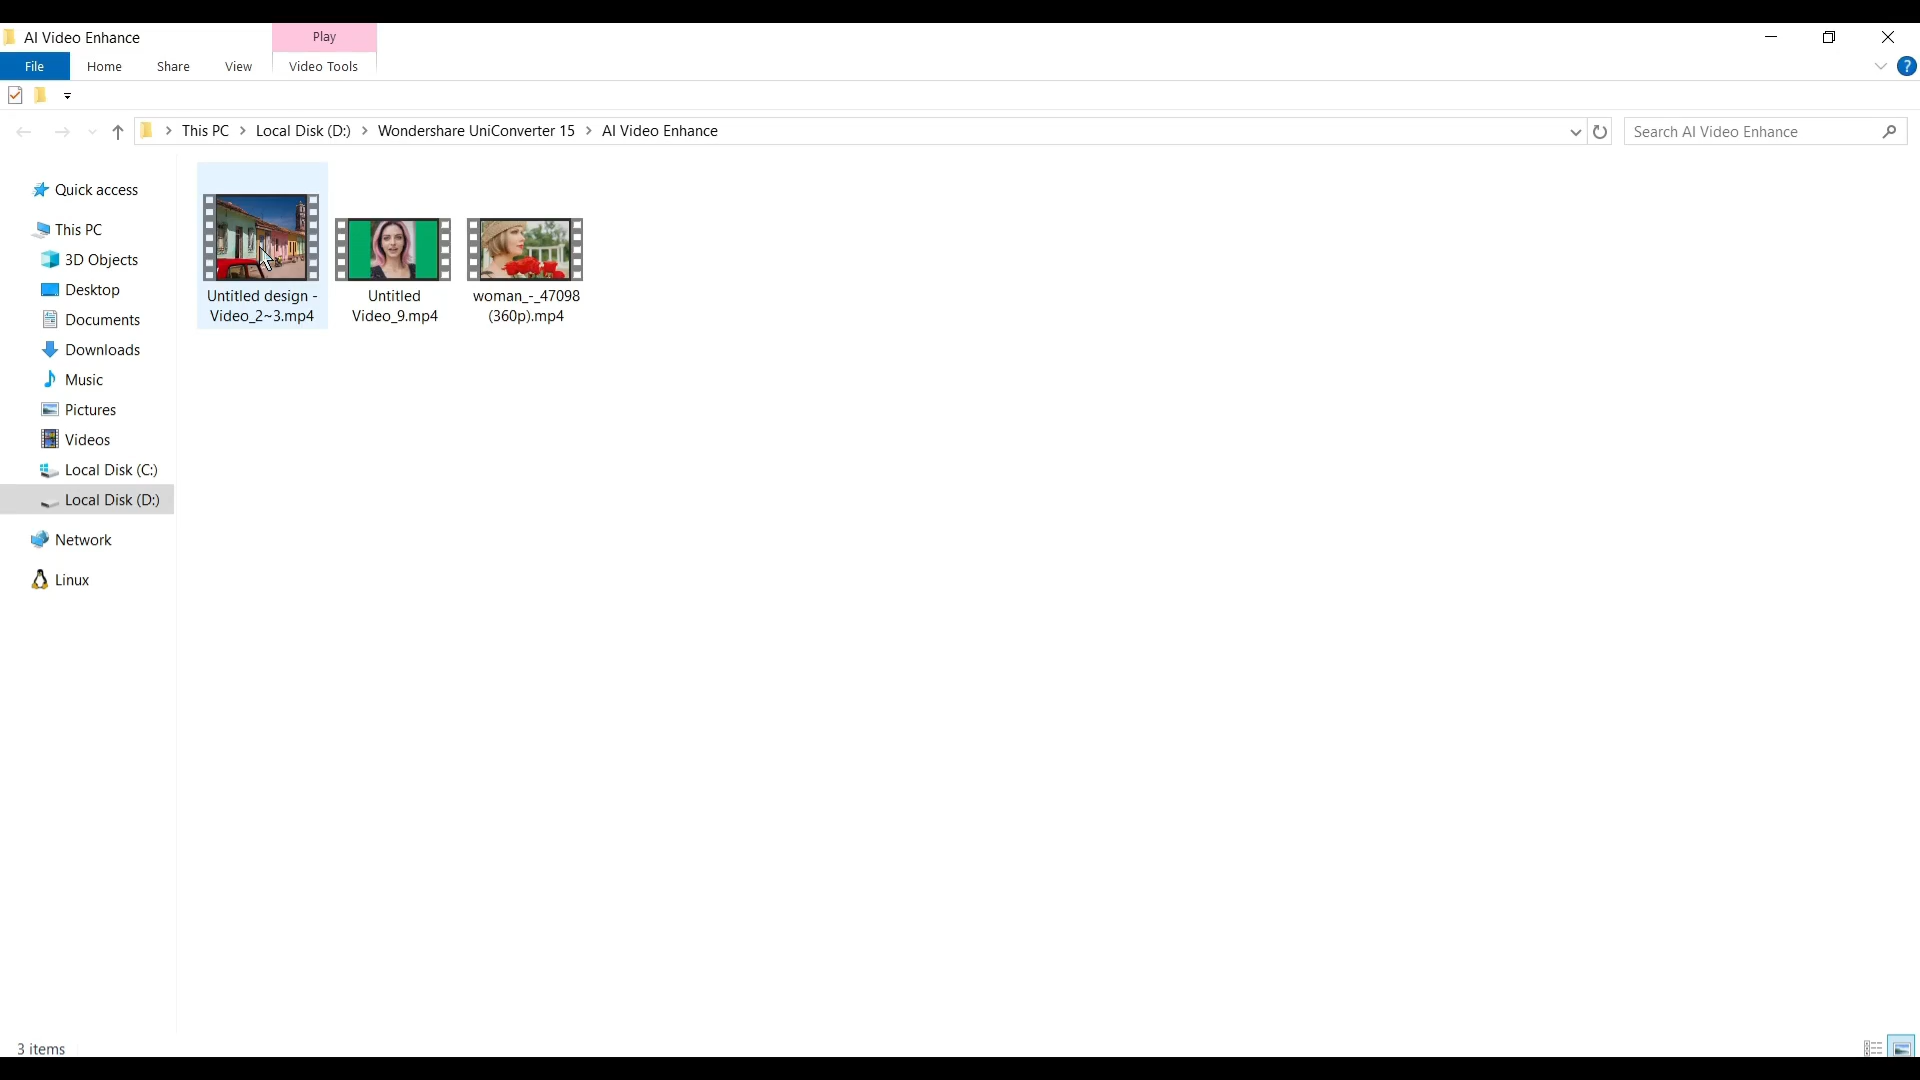 AI Video Enhance
Play
File
Home
Share
View
Video Tools
?
This PC
Local Disk (D:)
Wondershare UniConverter 15
AI Video Enhance
Search AI Video Enhance
Quick access
This PC
3D Objects
Desktop
Documents
Downloads
Music
Pictures
Videos
Local Disk (C:)
Local Disk (D:)
Network
Linux
Untitled design -
Video_2~3.mp4
Untitled
Video_9.mp4
woman_-_47098
(360p).mp4
3 items